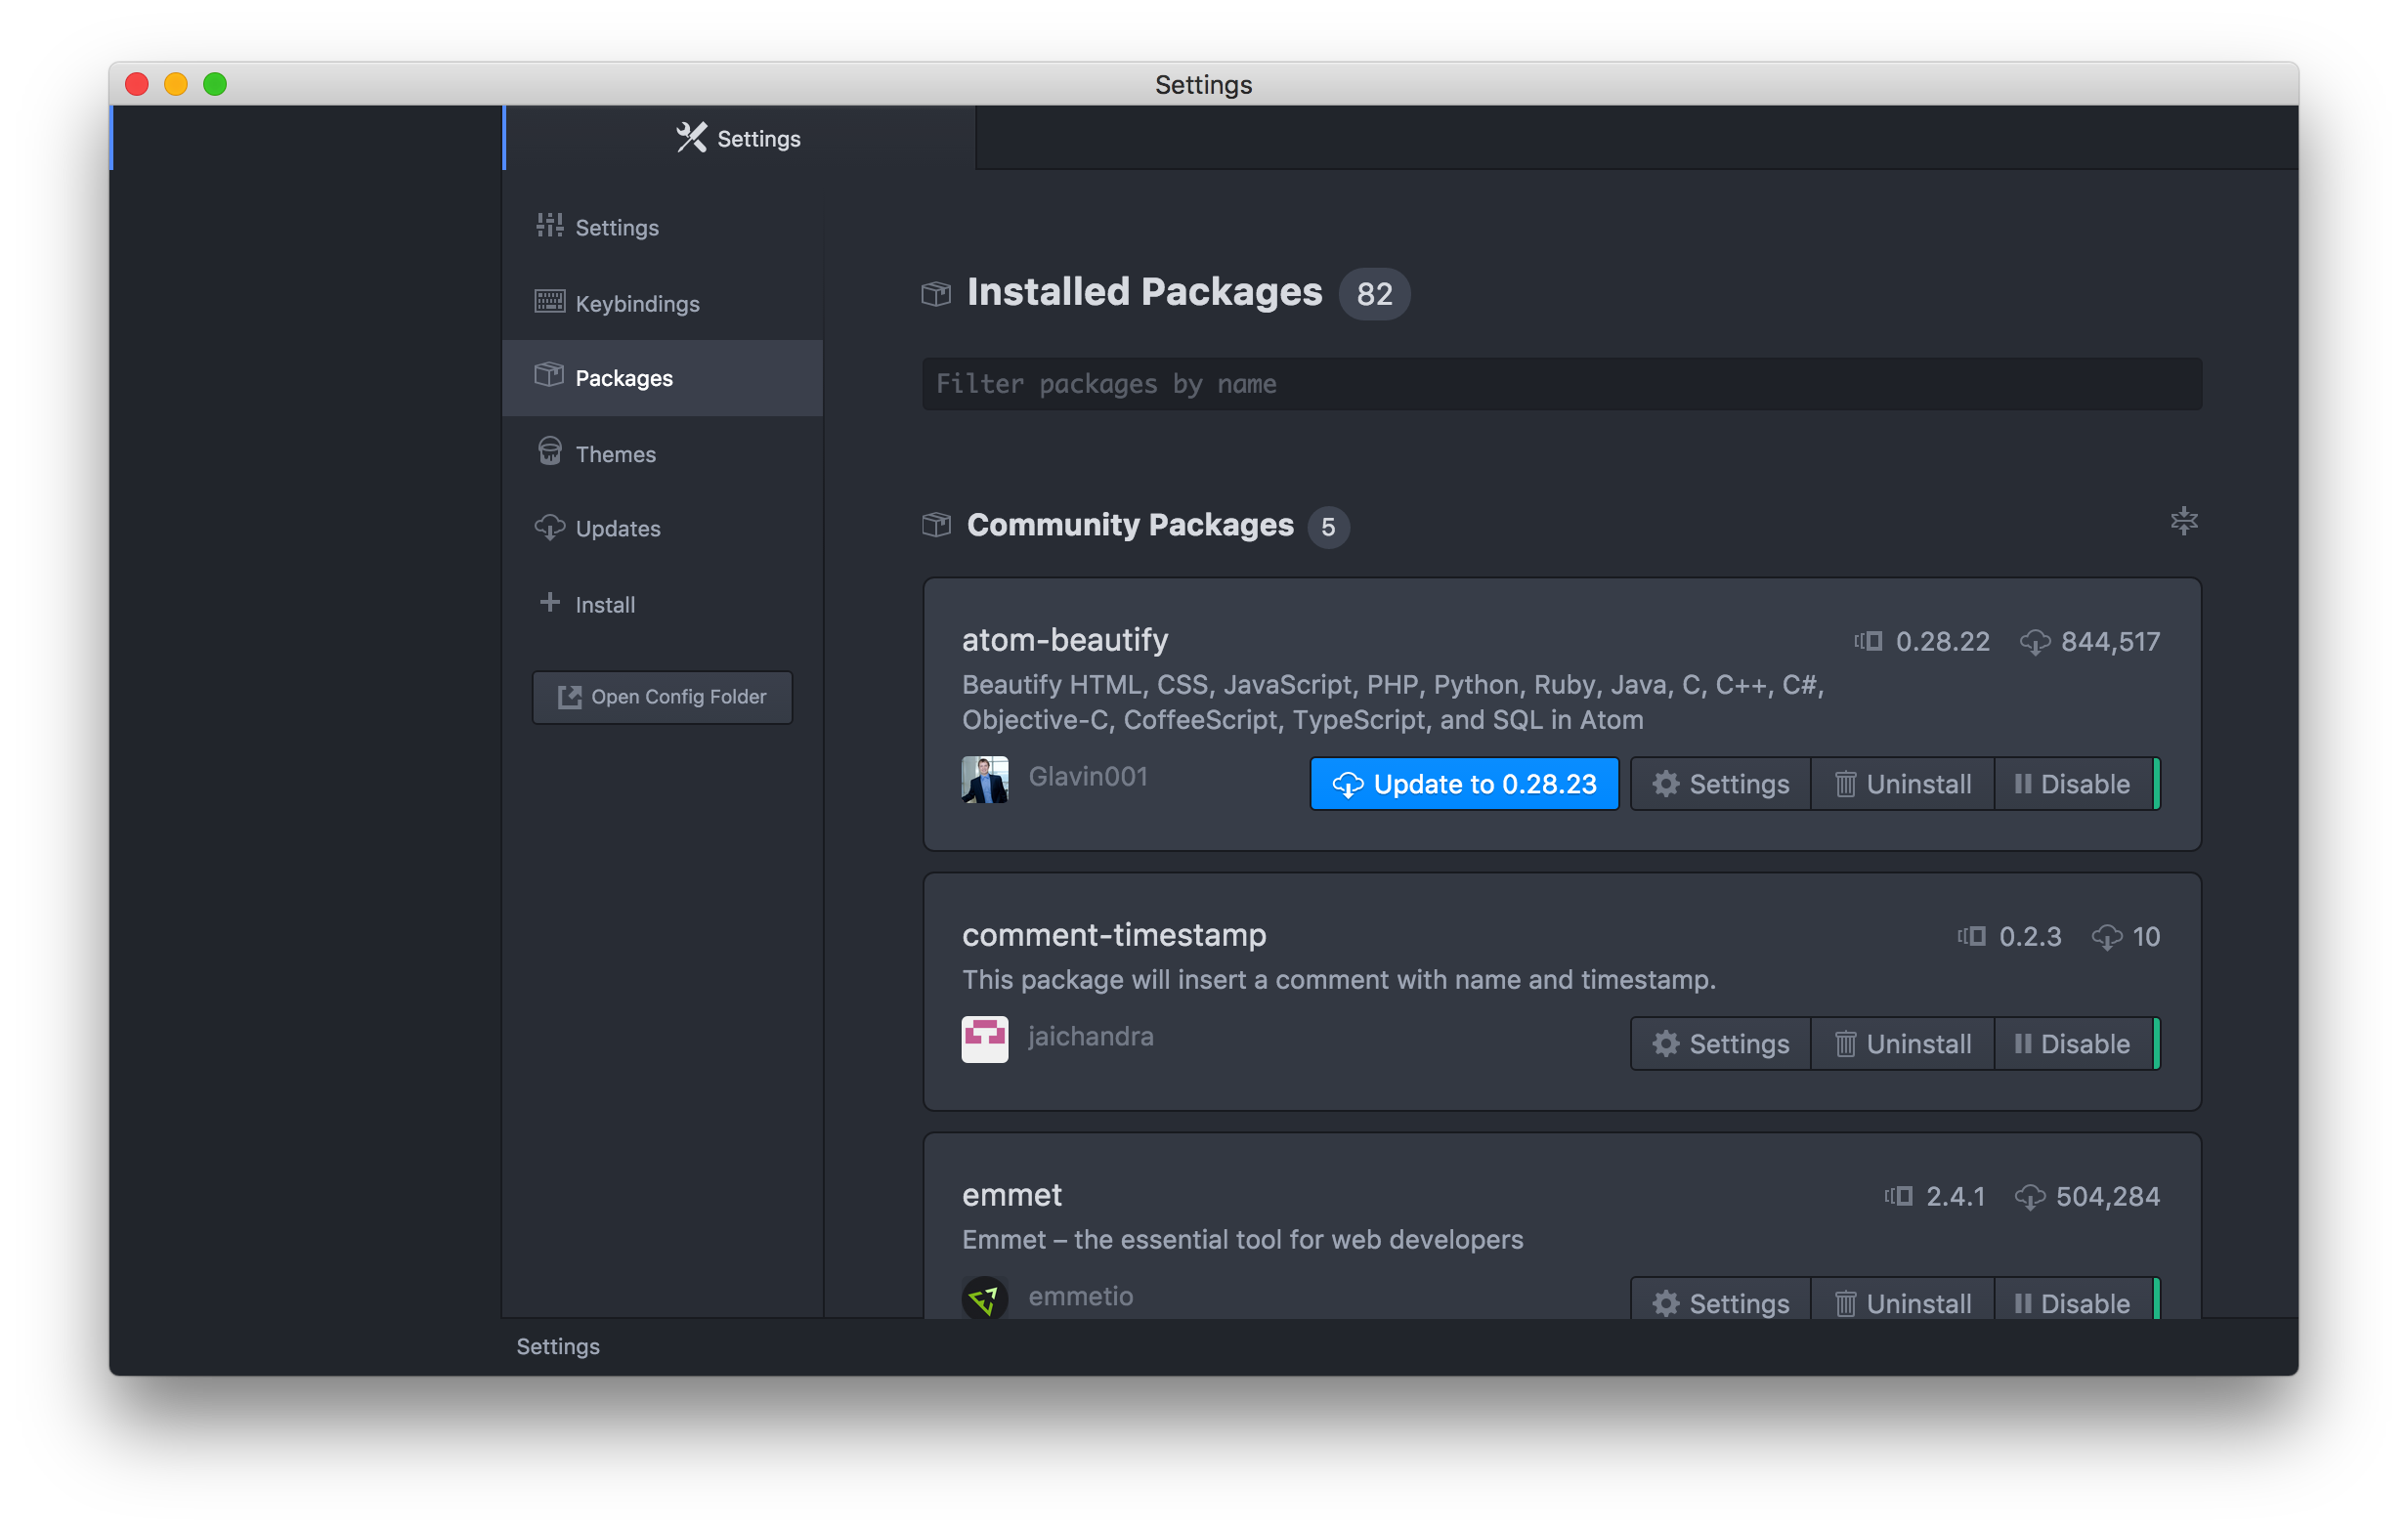 Settings
Settings
Settings
Keybindings
Packages
Themes
Updates
Install
Open Config Folder
Installed Packages 82
Filter packages by name
Community Packages 5
atom-beautify 0.28.22 844,517
Beautify HTML, CSS, JavaScript, PHP, Python, Ruby, Java, C, C++, C#,
Objective-C, CoffeeScript, TypeScript, and SQL in Atom
Glavin001 Update to 0.28.23 Settings Uninstall Disable
comment-timestamp 0.2.3 10
This package will insert a comment with name and timestamp.
jaichandra Settings Uninstall Disable
emmet 2.4.1 504,284
Emmet – the essential tool for web developers
emmetio Settings Uninstall Disable
Settings